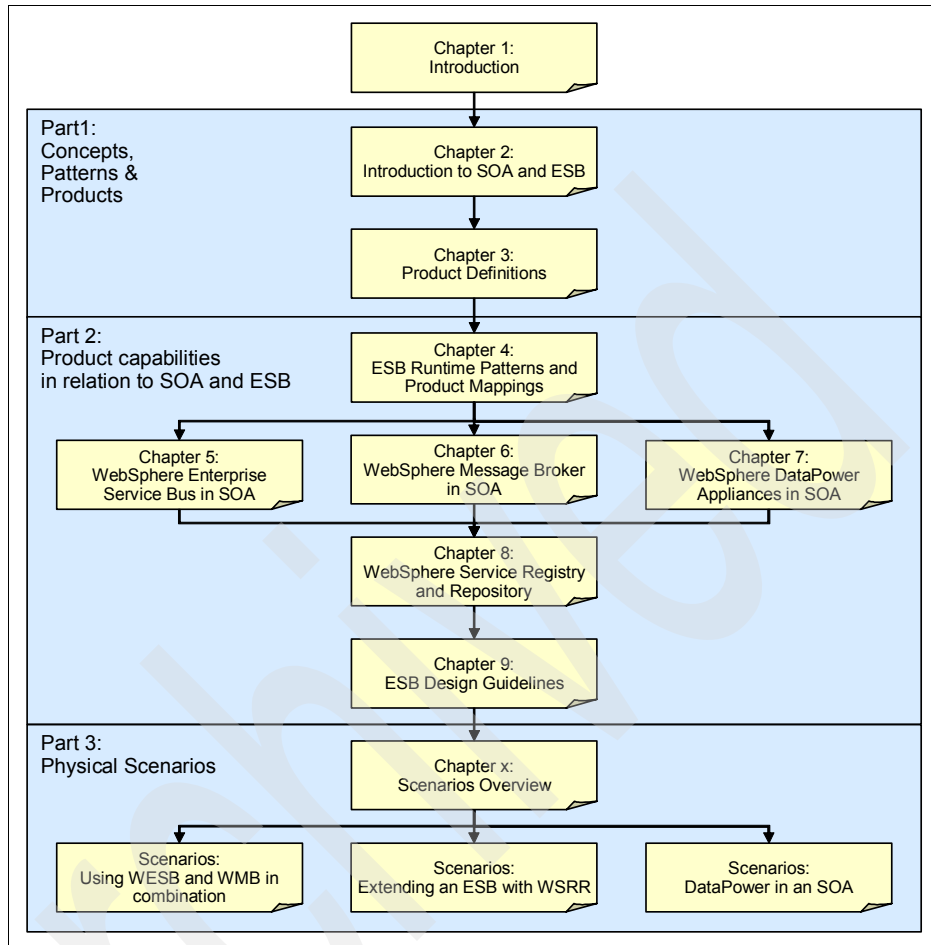 Chapter 1:
Introduction
Part1:
Concepts,
Patterns &
Products
Chapter 2:
Introduction to SOA and ESB
Chapter 3:
Product Definitions
Part 2:
Product capabilities
in relation to SOA and ESB
Chapter 4:
ESB Runtime Patterns and
Product Mappings
Chapter 5:
WebSphere Enterprise
Service Bus in SOA
Chapter 6:
WebSphere Message Broker
in SOA
Chapter 7:
WebSphere DataPower
Appliances in SOA
Chapter 8:
WebSphere Service Registry
and Repository
Chapter 9:
ESB Design Guidelines
Part 3:
Physical Scenarios
Chapter x:
Scenarios Overview
Scenarios:
Using WESB and WMB in
combination
Scenarios:
Extending an ESB with WSRR
Scenarios:
DataPower in an SOA